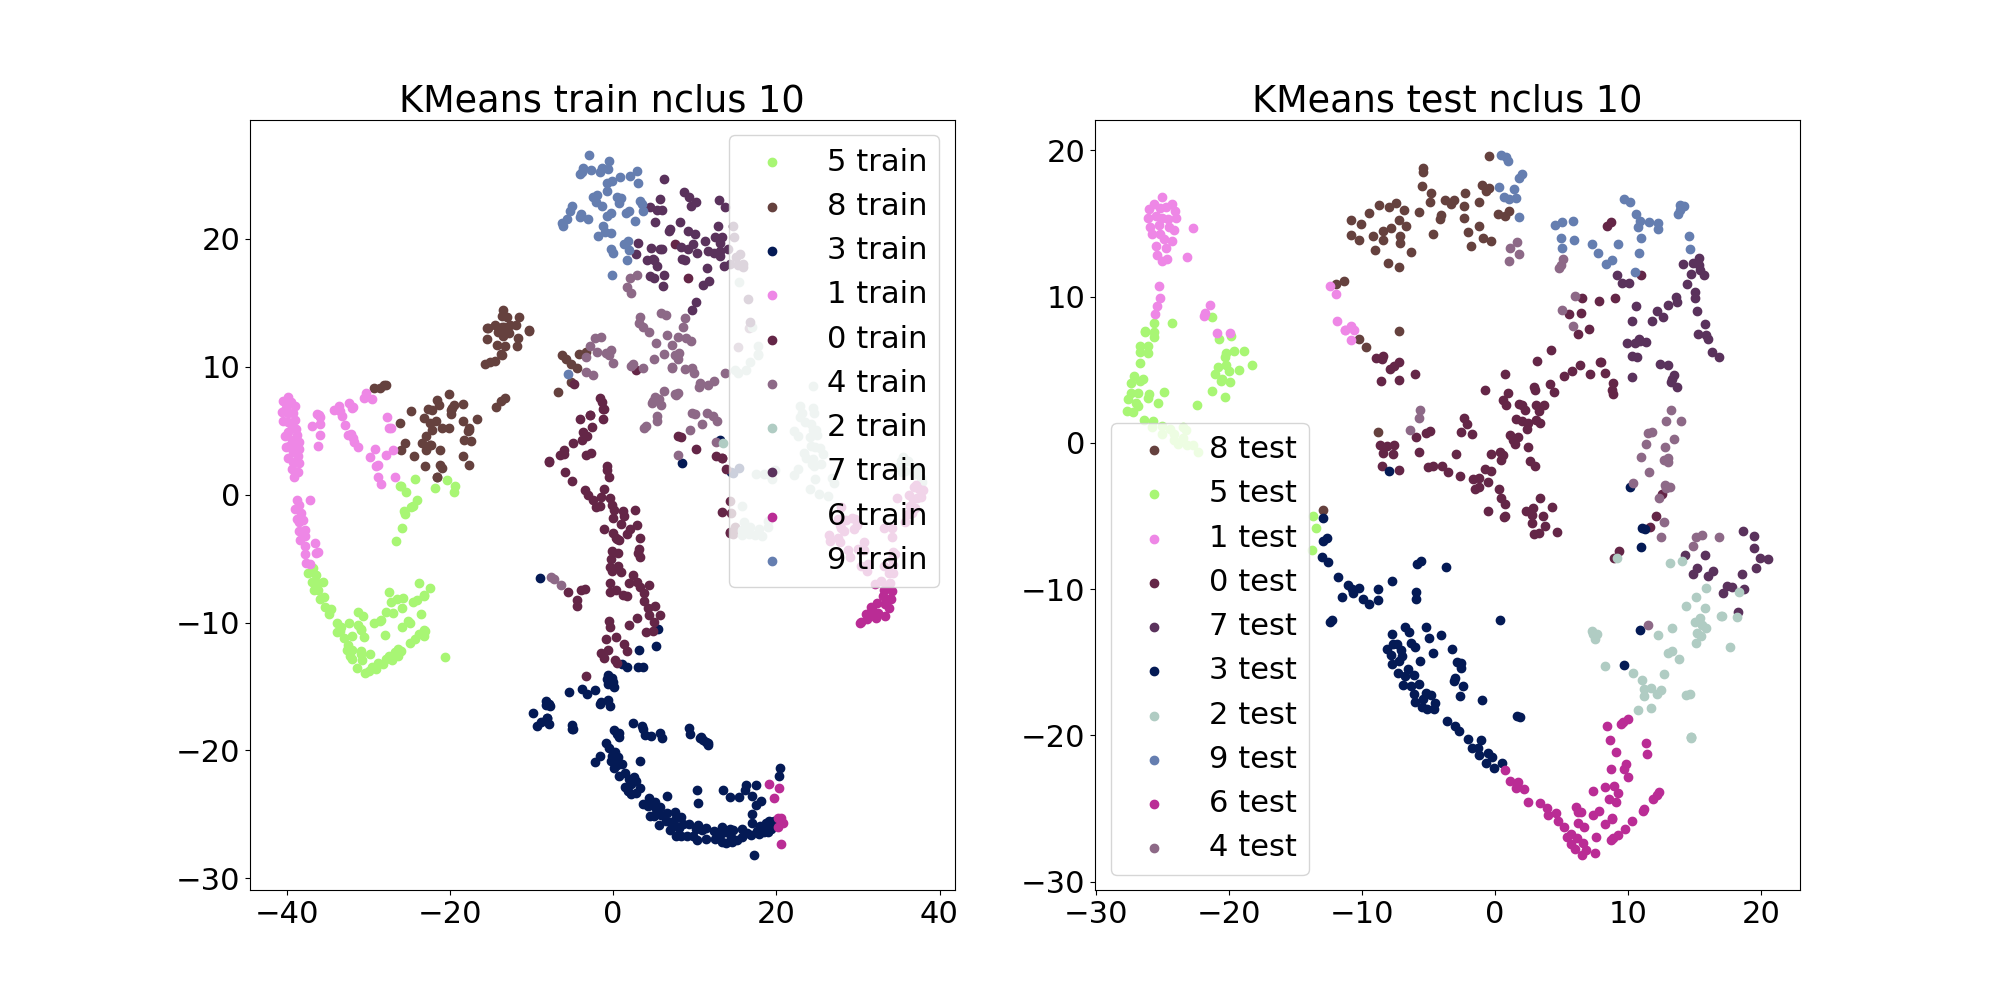 KMeans train nclus 10
20
10
0
−10
−20
−30
−40
−20
0
20
40
5 train
8 train
3 train
1 train
0 train
4 train
2 train
7 train
6 train
9 train
KMeans test nclus 10
20
10
0
−10
−20
−30
−30
−20
−10
0
10
20
8 test
5 test
1 test
0 test
7 test
3 test
2 test
9 test
6 test
4 test